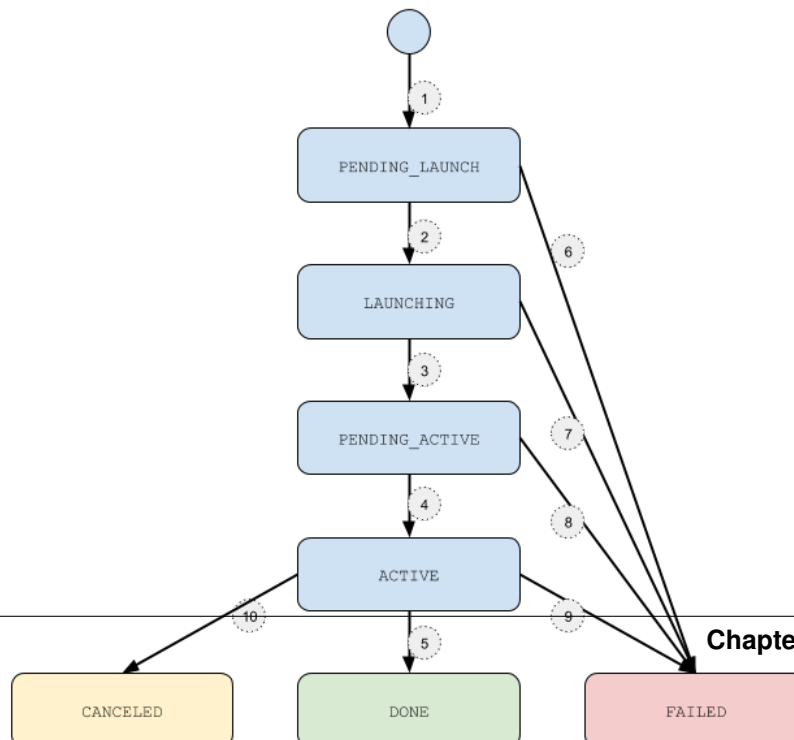 1
PENDING_LAUNCH
2
6
LAUNCHING
3
7
PENDING_ACTIVE
4
8
ACTIVE
10
9
5
Chapte
CANCELED
DONE
FAILED